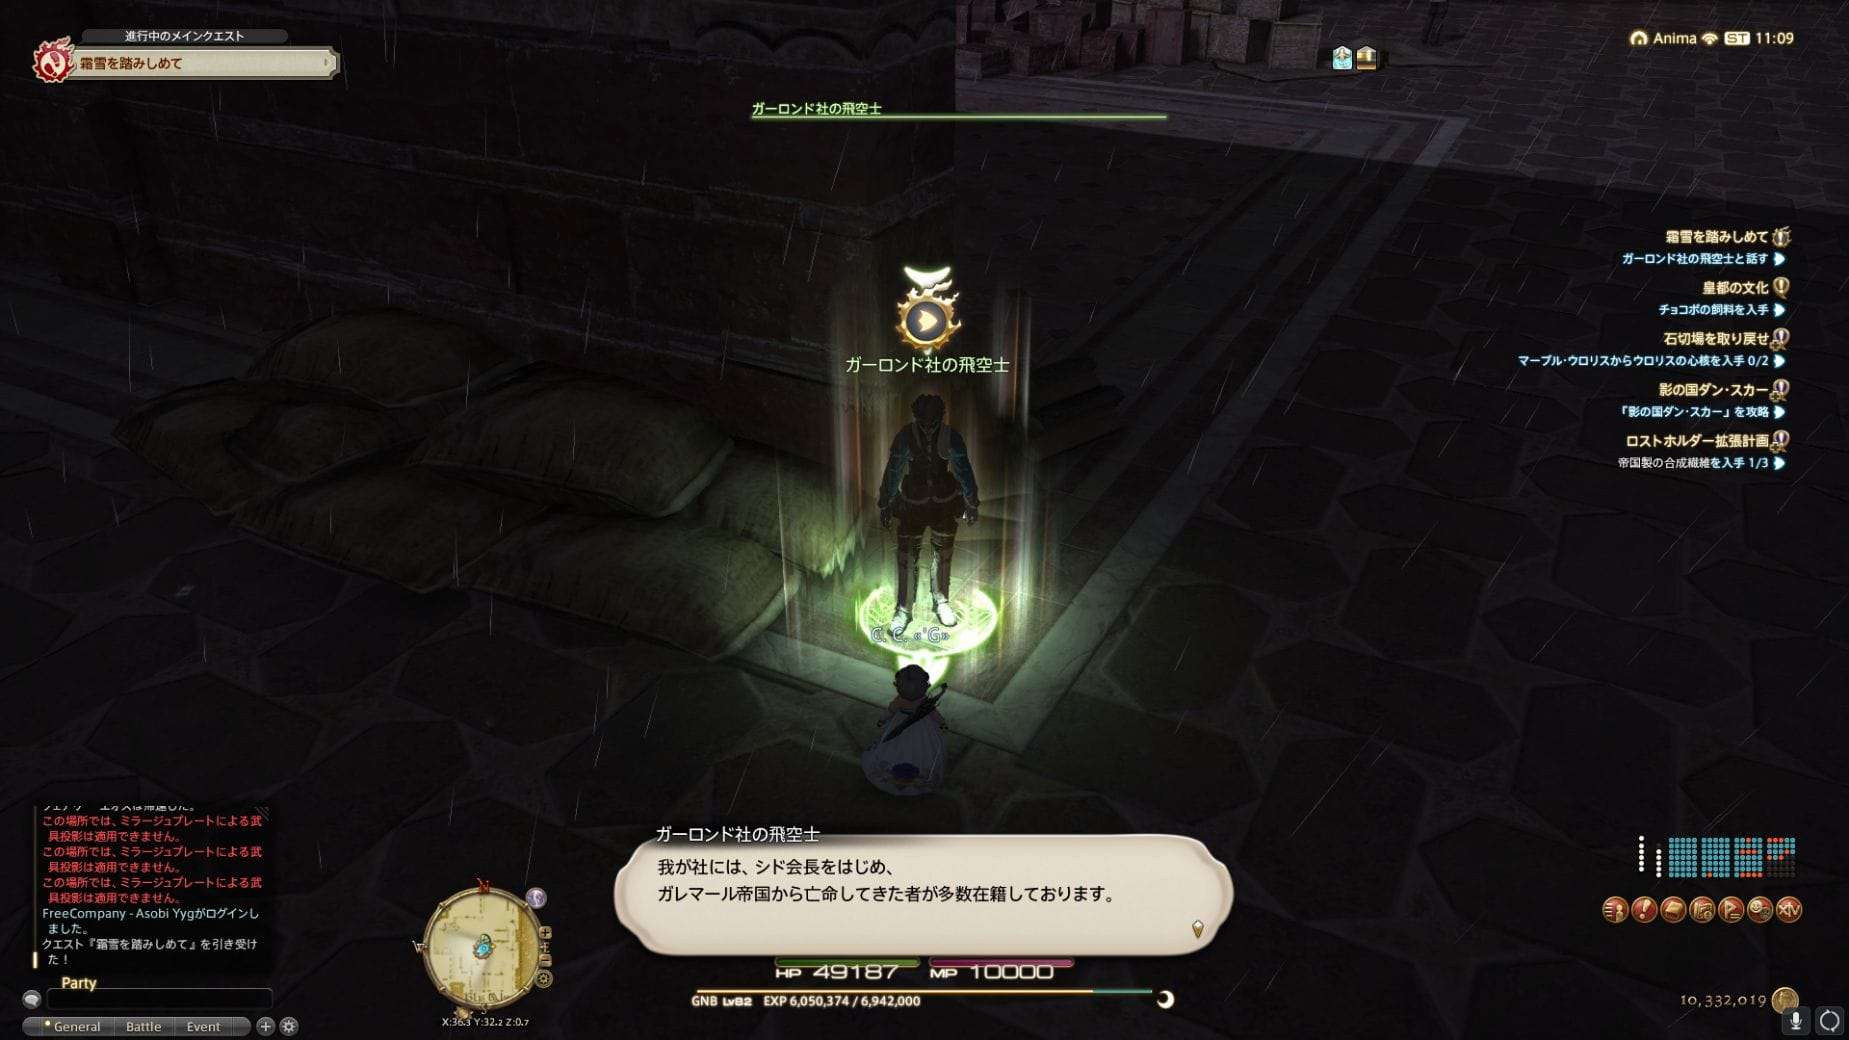 進行中のメインクエスト
霜雪を踏みしめて
Anima ST 11:09
ガーロンド社の飛空士
霜雪を踏みしめて
ガーロンド社の飛空士と話す
皇都の文化
チョコボの飼料を入手
石切場を取り戻せ
マーブル・ウロリスからウロリスの心核を入手 0/2
影の国ダン・スカー
「影の国ダン・スカー」を攻略
ロストホルダー拡張計画
帝国製の合成繊維を入手 1/3
ガーロンド社の飛空士
C. C. «'G»
この場所では、ミラージュプレートによる武
具投影は適用できません。
この場所では、ミラージュプレートによる武
具投影は適用できません。
この場所では、ミラージュプレートによる武
具投影は適用できません。
FreeCompany - Asobi Yygがログインし
ました。
クエスト『霜雪を踏みしめて』を引き受け
た！
Party
General Battle Event
N
W
E
S
X:36.3 Y:32.2 Z:0.7
ガーロンド社の飛空士
我が社には、シド会長をはじめ、
ガレマール帝国から亡命してきた者が多数在籍しております。
HP 49187 MP 10000
GNB Lv82 EXP 6,050,374 / 6,942,000
XIV
10,332,019